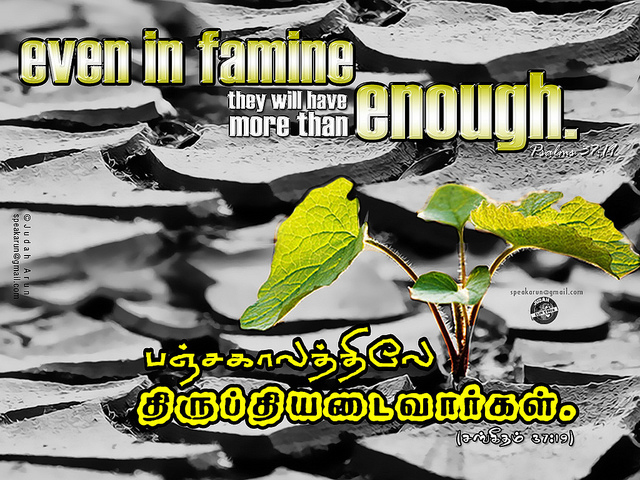 even in famine
they will have
more than enough.
Psalms 37:11
© Judah Arun
speakarun@gmail.com
speakarun@gmail.com
பஞ்சகாலத்திலே
திருப்தியடைவார்கள்.
(சங்கீதம் 37:19)